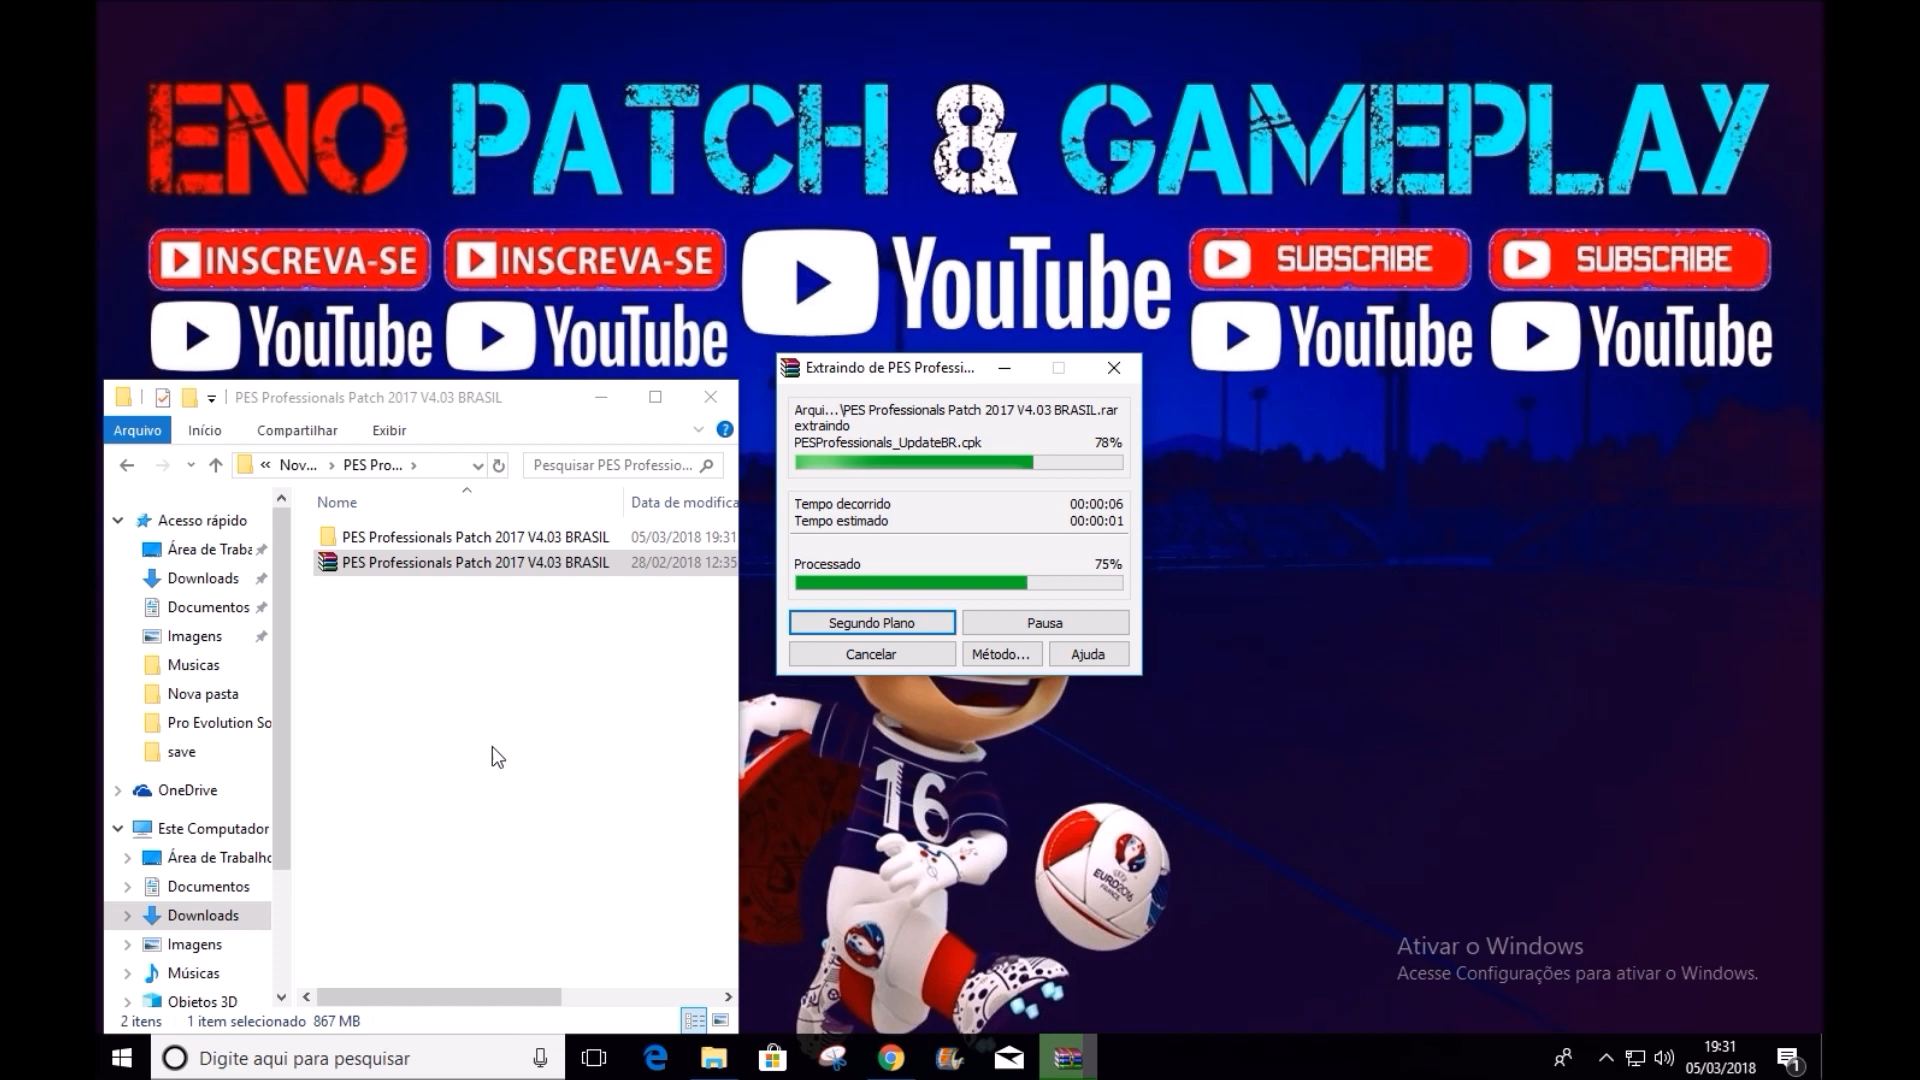 ENO PATCH & GAMEPLAY
INSCREVA-SE
INSCREVA-SE
YouTube
SUBSCRIBE
SUBSCRIBE
YouTube
YouTube
YouTube
YouTube
PES Professionals Patch 2017 V4.03 BRASIL
Arquivo Início Compartilhar Exibir
« Nov... › PES Pro... ›
Pesquisar PES Professio...
Nome
Data de modifica
PES Professionals Patch 2017 V4.03 BRASIL 05/03/2018 19:31
PES Professionals Patch 2017 V4.03 BRASIL 28/02/2018 12:35
Acesso rápido
Área de Traba
Downloads
Documentos
Imagens
Musicas
Nova pasta
Pro Evolution So
save
OneDrive
Este Computador
Área de Trabalho
Documentos
Downloads
Imagens
Músicas
Objetos 3D
2 itens 1 item selecionado 867 MB
Extraindo de PES Professi...
Arqui...\PES Professionals Patch 2017 V4.03 BRASIL.rar
extraindo
PESProfessionals_UpdateBR.cpk 78%
Tempo decorrido 00:00:06
Tempo estimado 00:00:01
Processado 75%
Segundo Plano Pausa
Cancelar Método... Ajuda
16
UEFA
EURO2016
FRANCE
Ativar o Windows
Acesse Configurações para ativar o Windows.
Digite aqui para pesquisar
19:31
05/03/2018
1